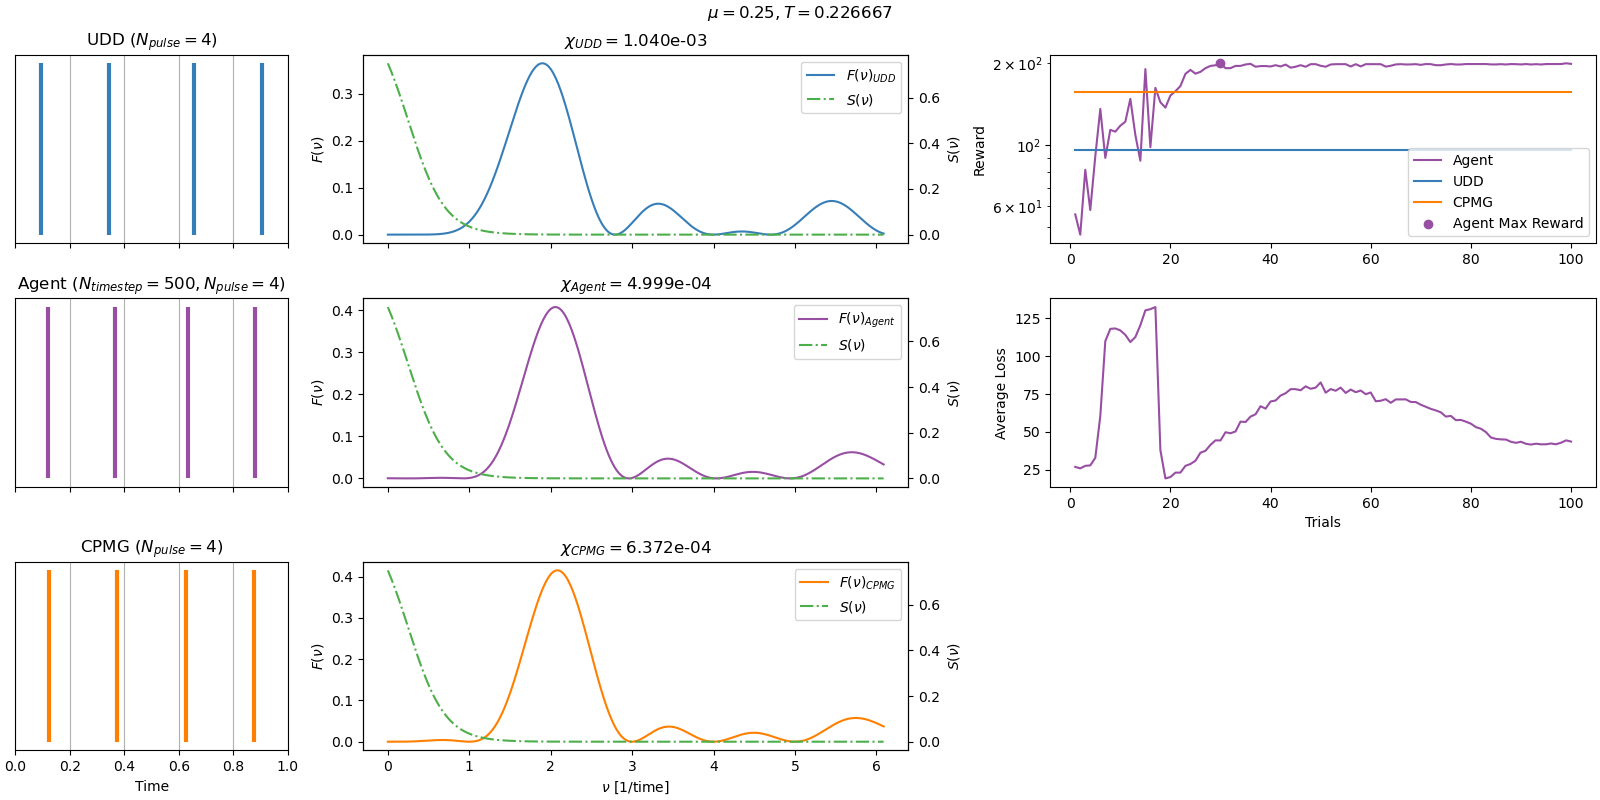 μ = 0.25, T = 0.226667
UDD (N_pulse = 4)
χ_UDD = 1.040e-03
F(ν)
0.3
0.2
0.1
0.0
F(ν)_UDD
S(ν)
0.6
0.4
0.2
0.0
S(ν)
Reward
2 × 10²
10²
6 × 10¹
Agent
UDD
CPMG
Agent Max Reward
0 20 40 60 80 100
Agent (N_timestep = 500, N_pulse = 4)
χ_Agent = 4.999e-04
F(ν)
0.4
0.3
0.2
0.1
0.0
F(ν)_Agent
S(ν)
0.6
0.4
0.2
0.0
S(ν)
Average Loss
125
100
75
50
25
0 20 40 60 80 100
Trials
CPMG (N_pulse = 4)
0.0 0.2 0.4 0.6 0.8 1.0
Time
χ_CPMG = 6.372e-04
F(ν)
0.4
0.3
0.2
0.1
0.0
F(ν)_CPMG
S(ν)
0.6
0.4
0.2
0.0
S(ν)
0 1 2 3 4 5 6
ν [1/time]